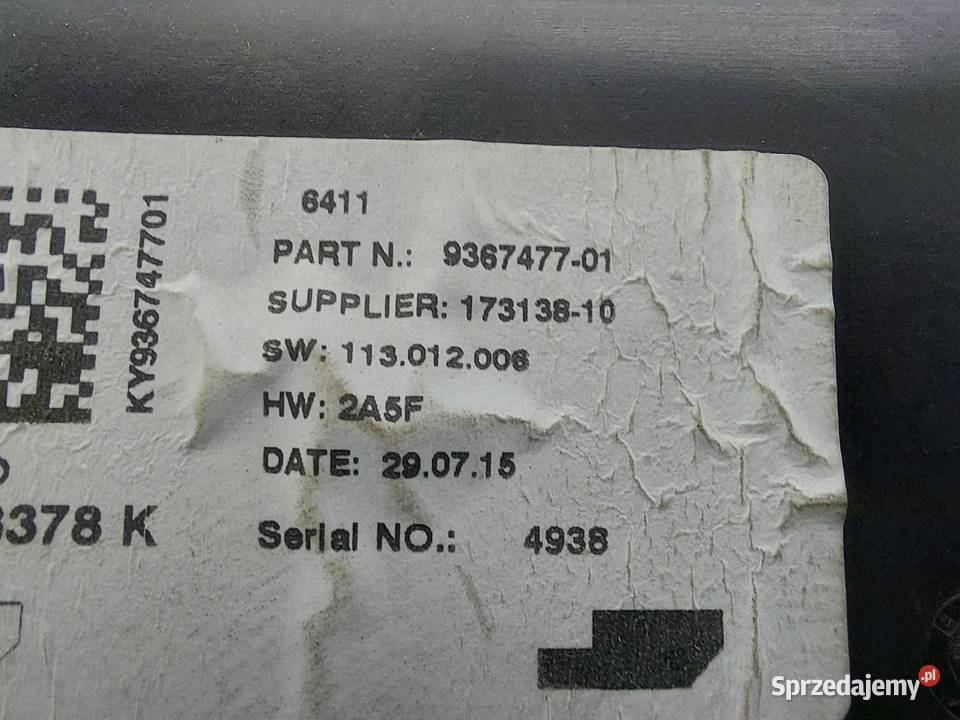 6411
PART N.: 9367477-01
SUPPLIER: 173138-10
SW: 113.012.006
HW: 2A5F
DATE: 29.07.15
Serial NO.: 4938
KY936747701
378 K
Sprzedajemy.pl